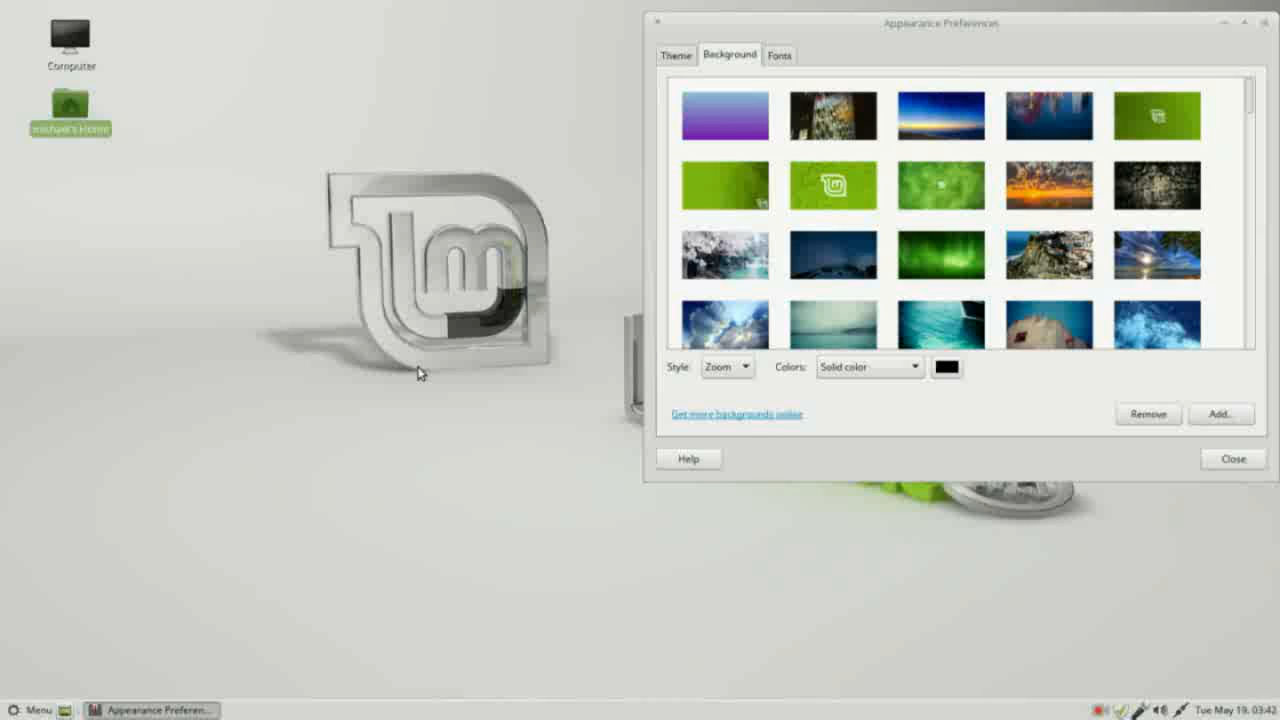 Computer
michael's Home
Appearance Preferences
Theme
Background
Fonts
Style:
Zoom
Colors:
Solid color
Get more backgrounds online
Remove
Add...
Help
Close
Menu
Appearance Preferen...
Tue May 19, 03:42